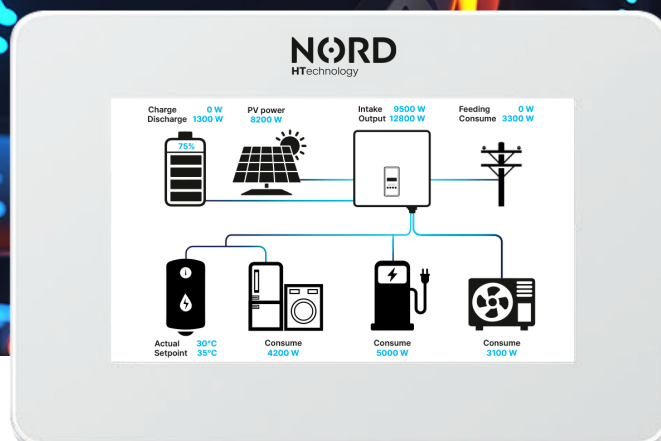 NORD
HTechnology
Charge 0 W
Discharge 1300 W
PV power
8200 W
Intake 9500 W
Output 12800 W
Feeding 0 W
Consume 3300 W
75%
Actual 30°C
Setpoint 35°C
Consume
4200 W
Consume
5000 W
Consume
3100 W